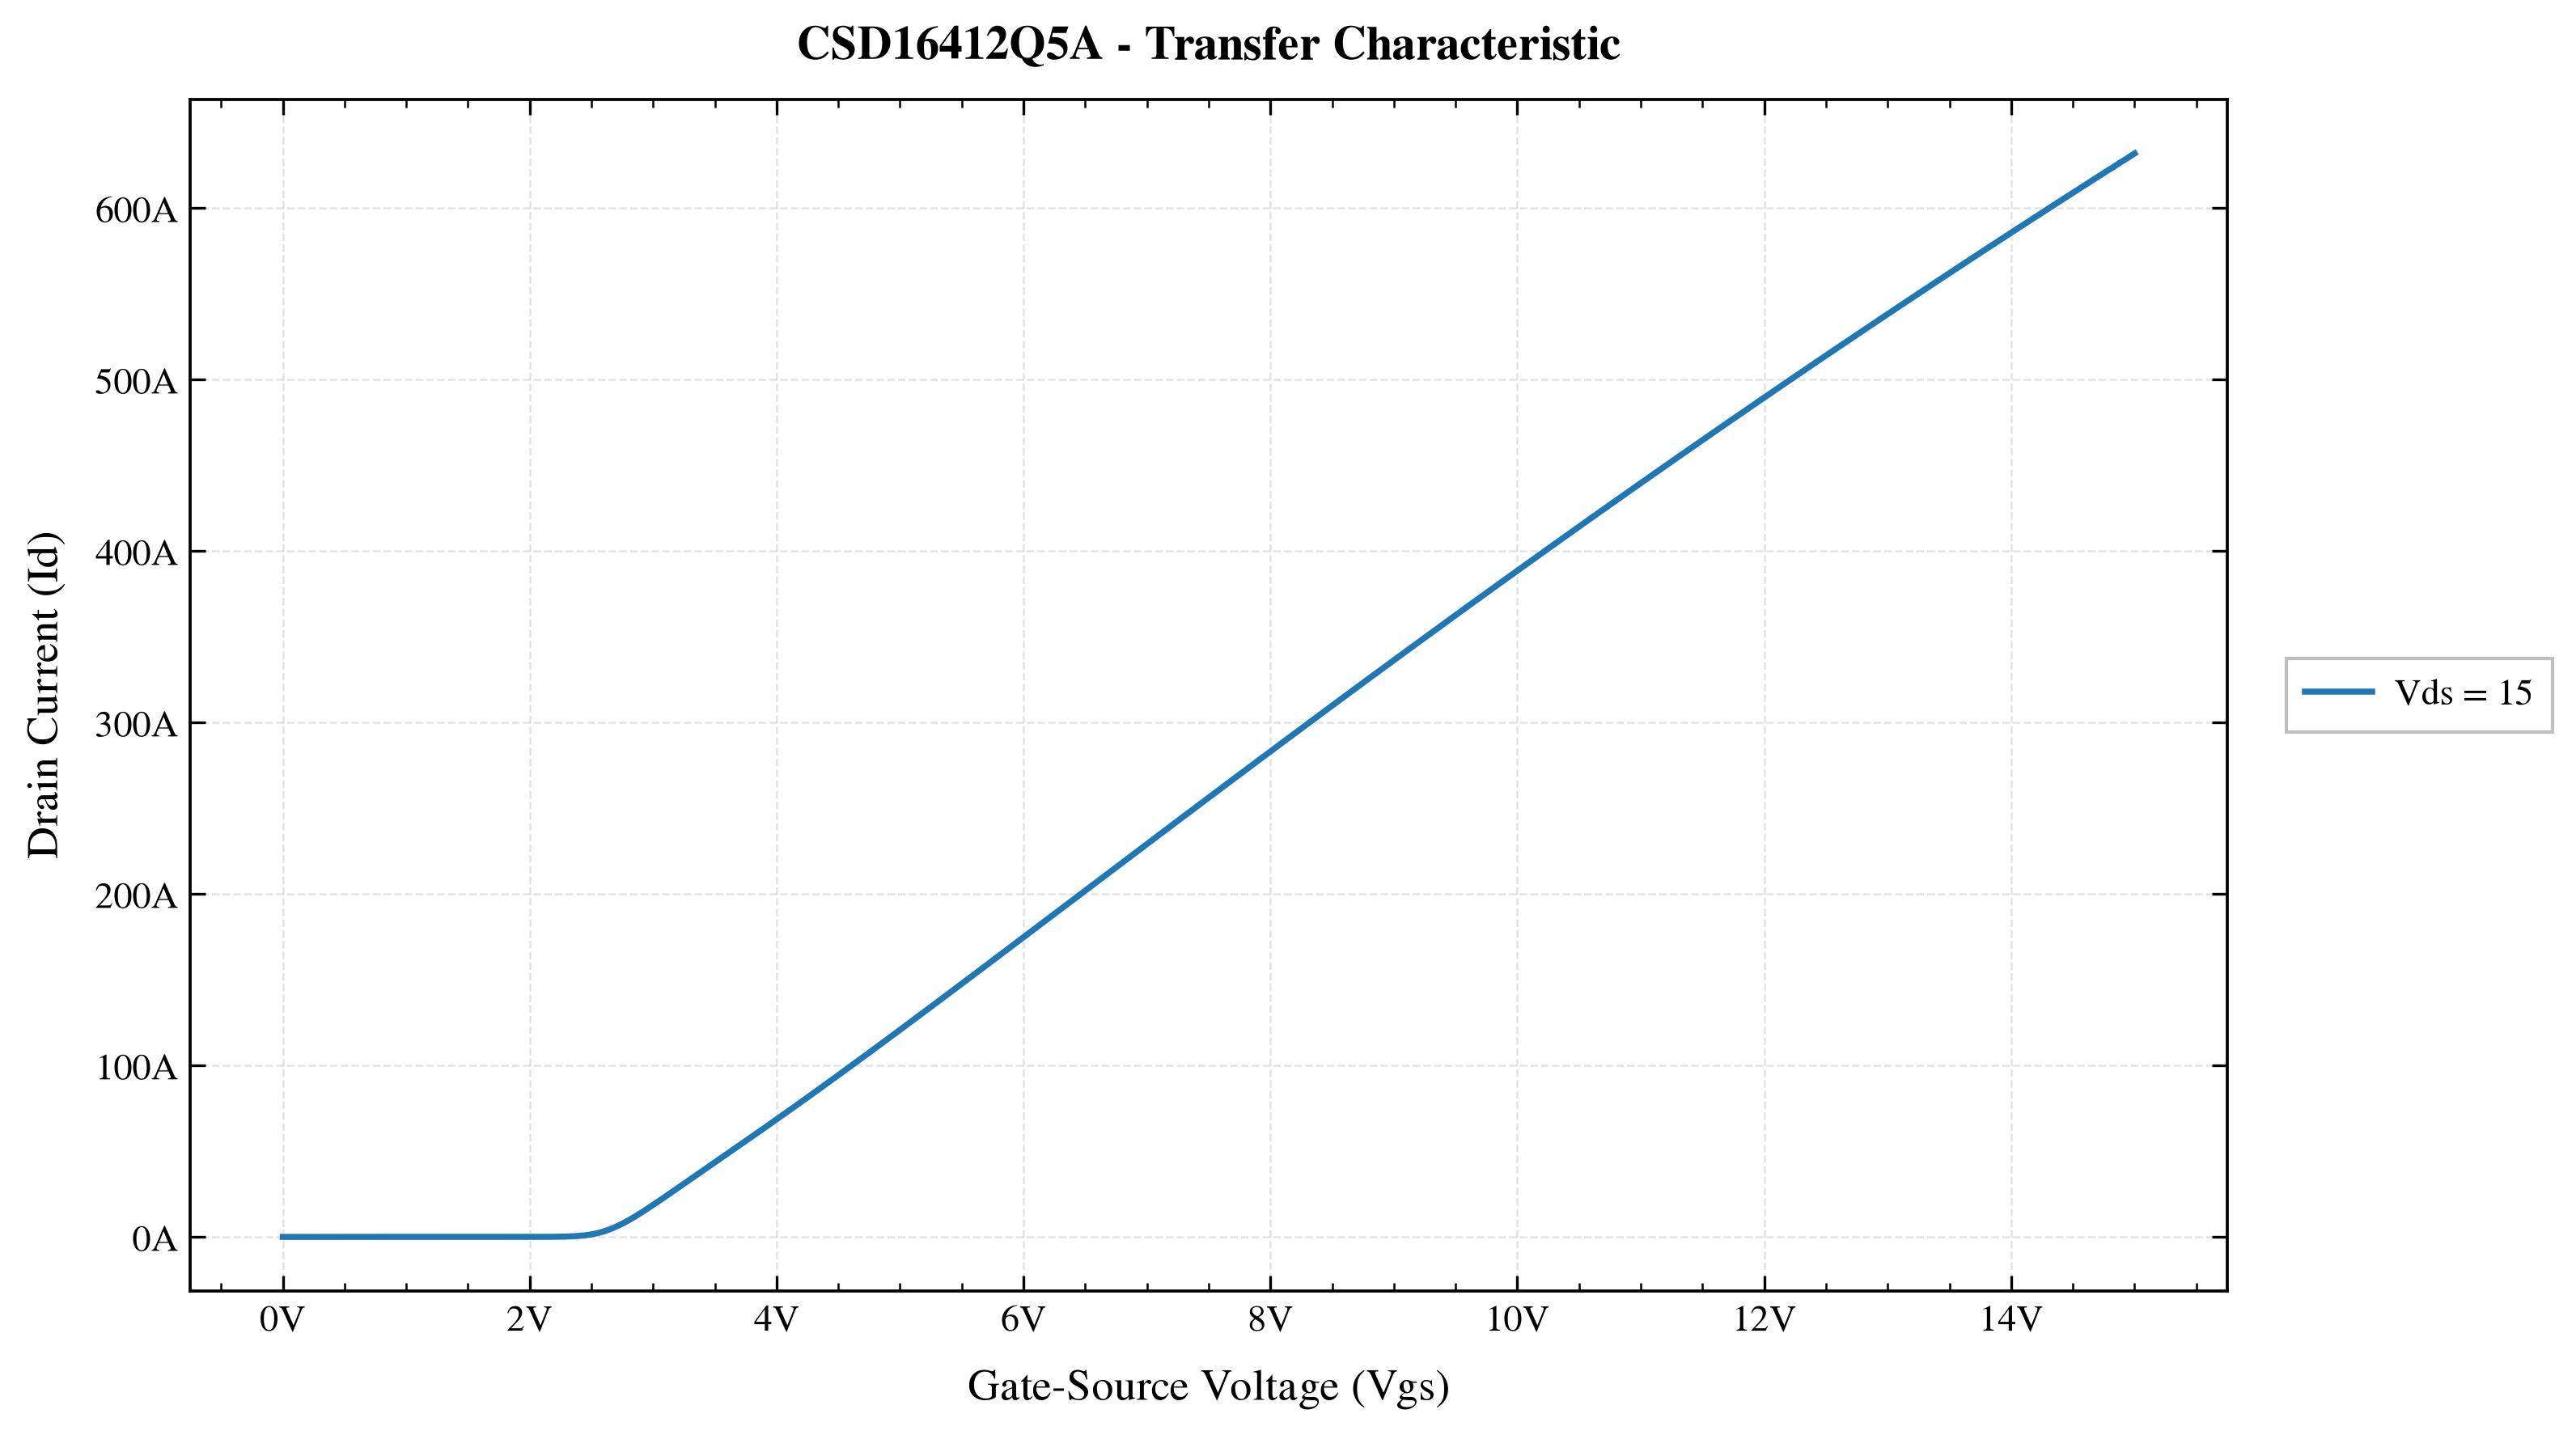 CSD16412Q5A - Transfer Characteristic
Drain Current (Id)
600A
500A
400A
300A
200A
100A
0A
0V 2V 4V 6V 8V 10V 12V 14V
Gate-Source Voltage (Vgs)
Vds = 15